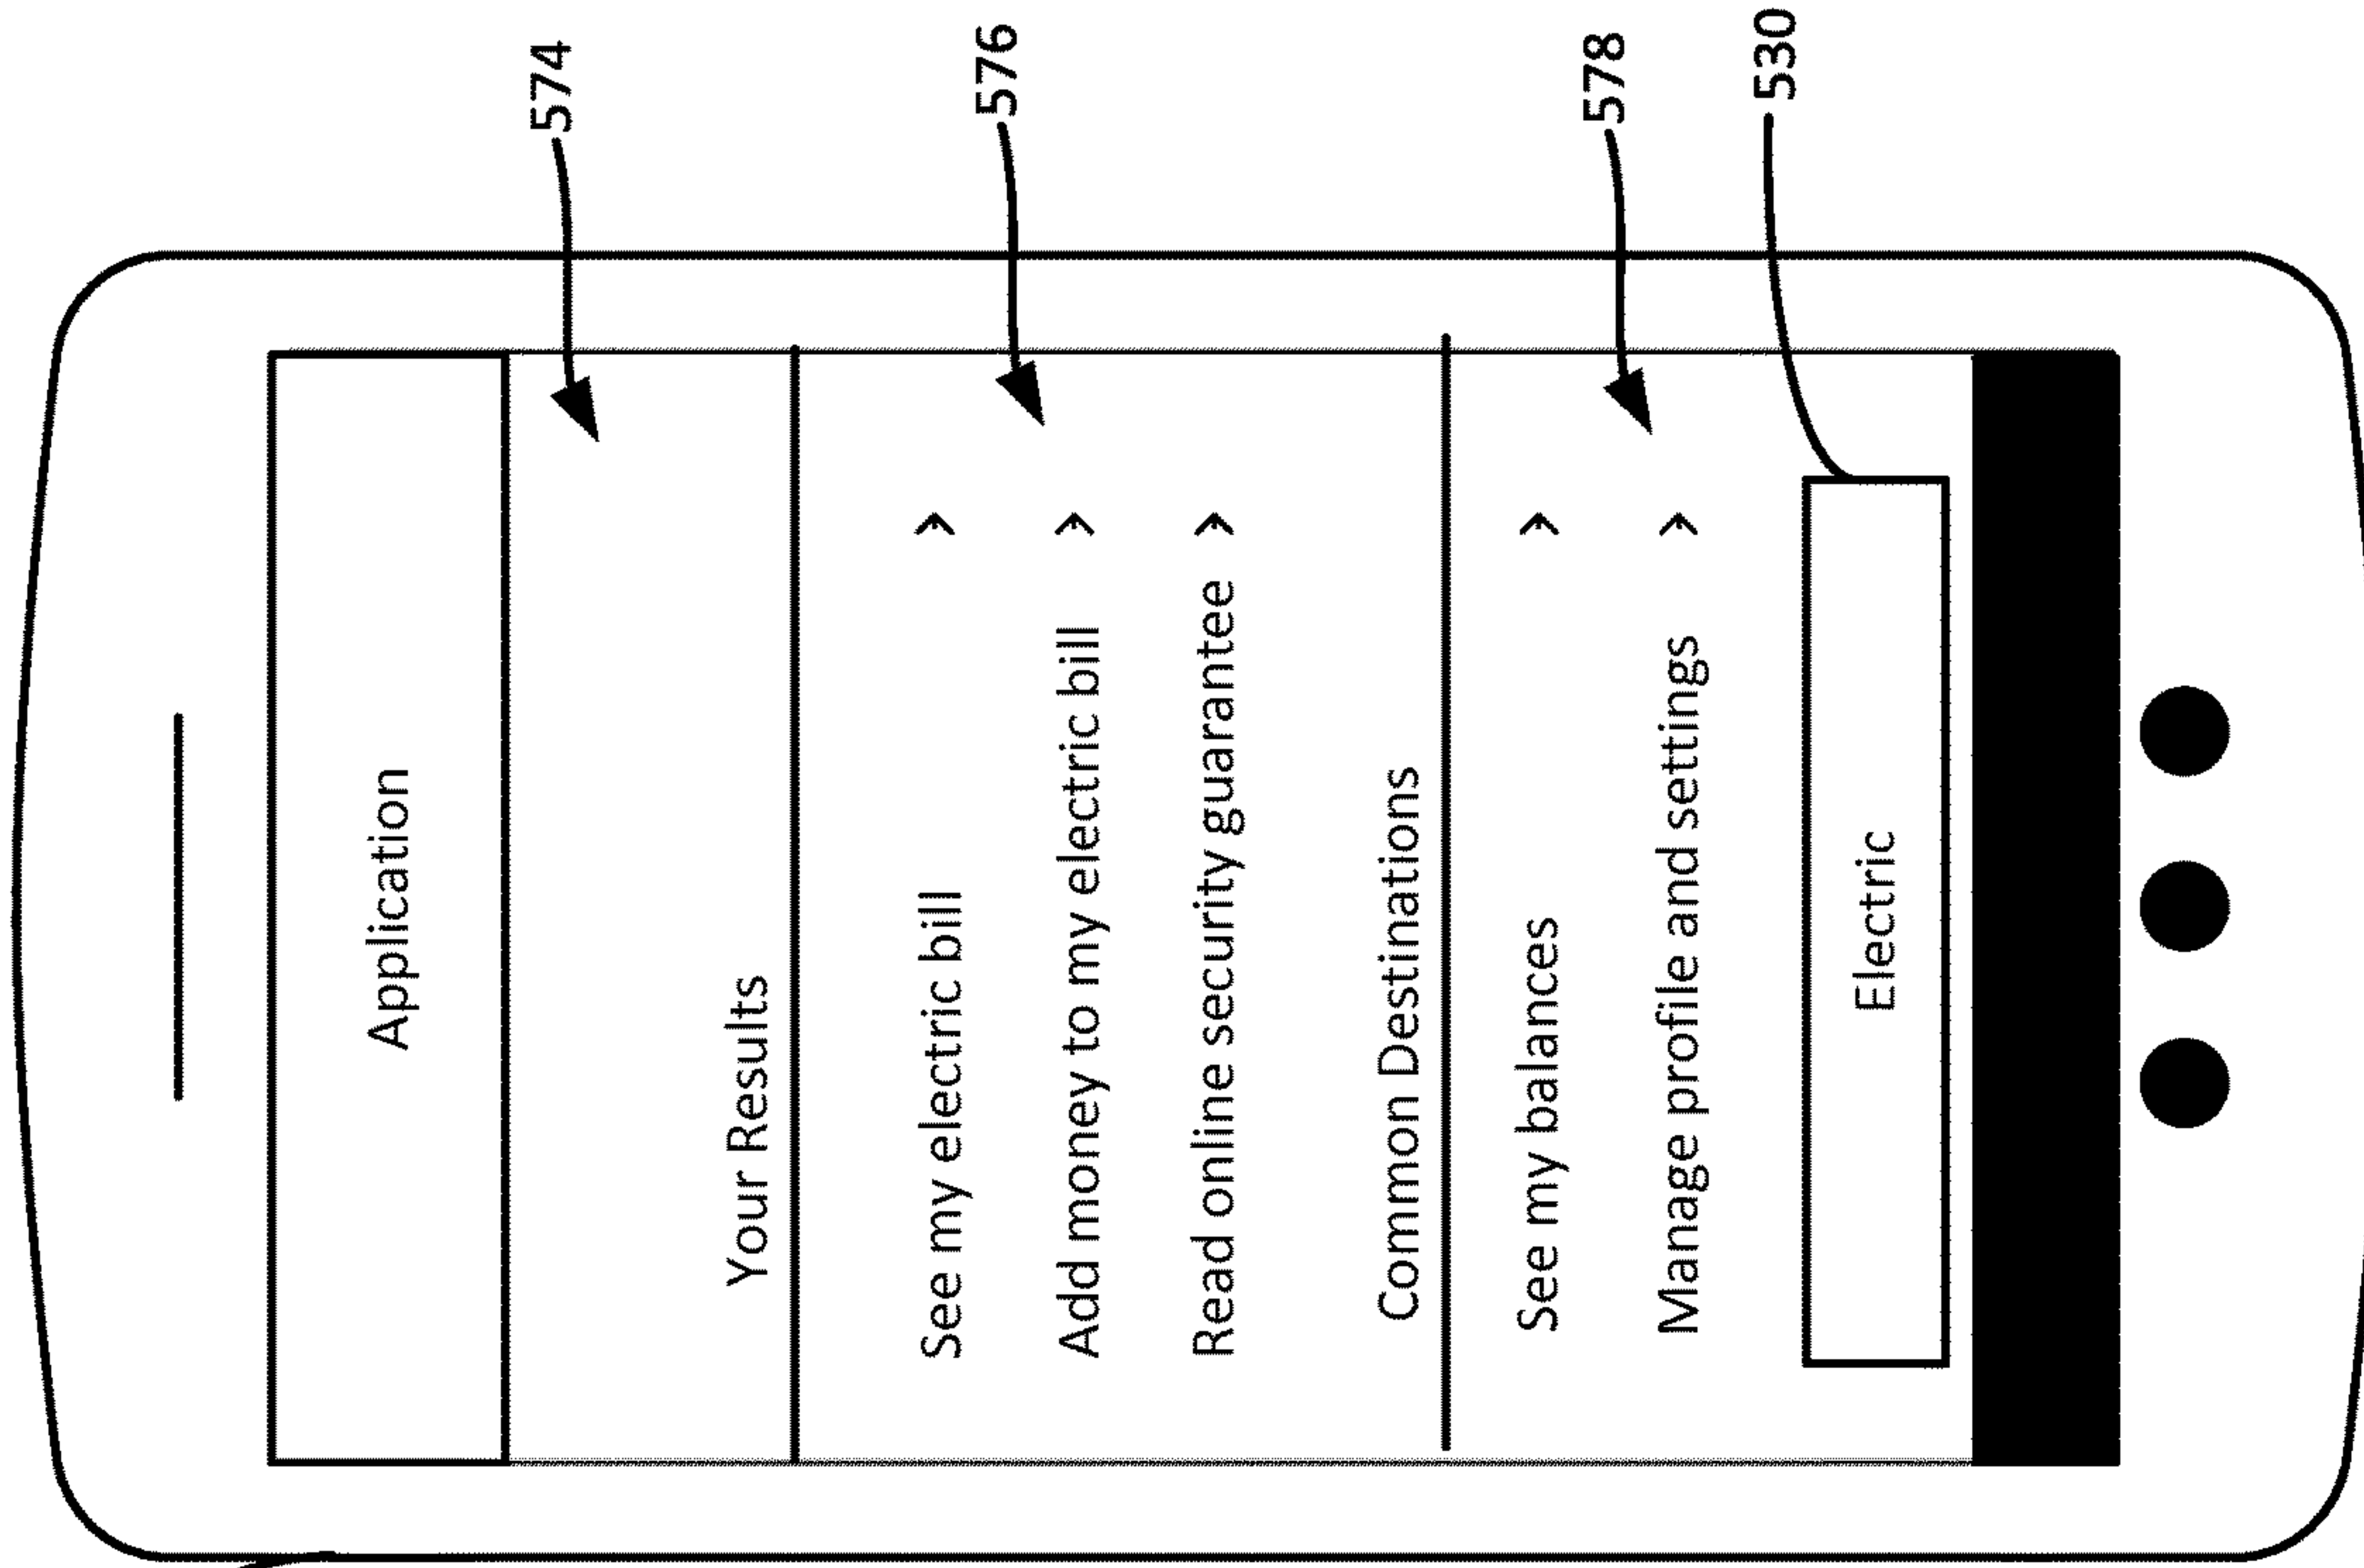 Application
574
Your Results
576
See my electric bill >
Add money to my electric bill >
Read online security guarantee >
Common Destinations
578
See my balances >
Manage profile and settings >
530
Electric